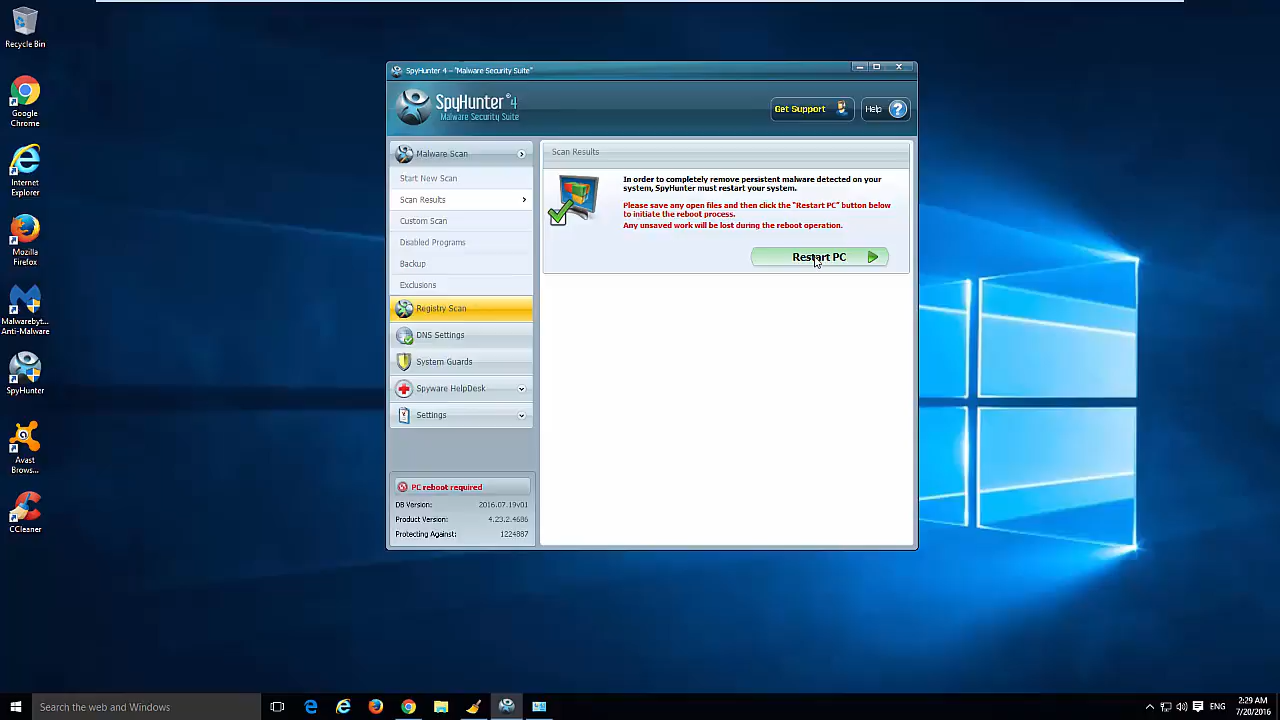 Recycle Bin
Google
Chrome
Internet
Explorer
Mozilla
Firefox
Malwarebyt...
Anti-Malware
SpyHunter
Avast
Brows...
CCleaner
SpyHunter 4 – "Malware Security Suite"
SpyHunter® 4
Malware Security Suite
Get Support
Help
Malware Scan
Start New Scan
Scan Results
Custom Scan
Disabled Programs
Backup
Exclusions
Registry Scan
DNS Settings
System Guards
Spyware HelpDesk
Settings
PC reboot required
DB Version: 2016.07.19v01
Product Version: 4.23.2.4686
Protecting Against: 1224887
Scan Results
In order to completely remove persistent malware detected on your
system, SpyHunter must restart your system.
Please save any open files and then click the "Restart PC" button below
to initiate the reboot process.
Any unsaved work will be lost during the reboot operation.
Restart PC
Search the web and Windows
ENG
2:29 AM
7/20/2016